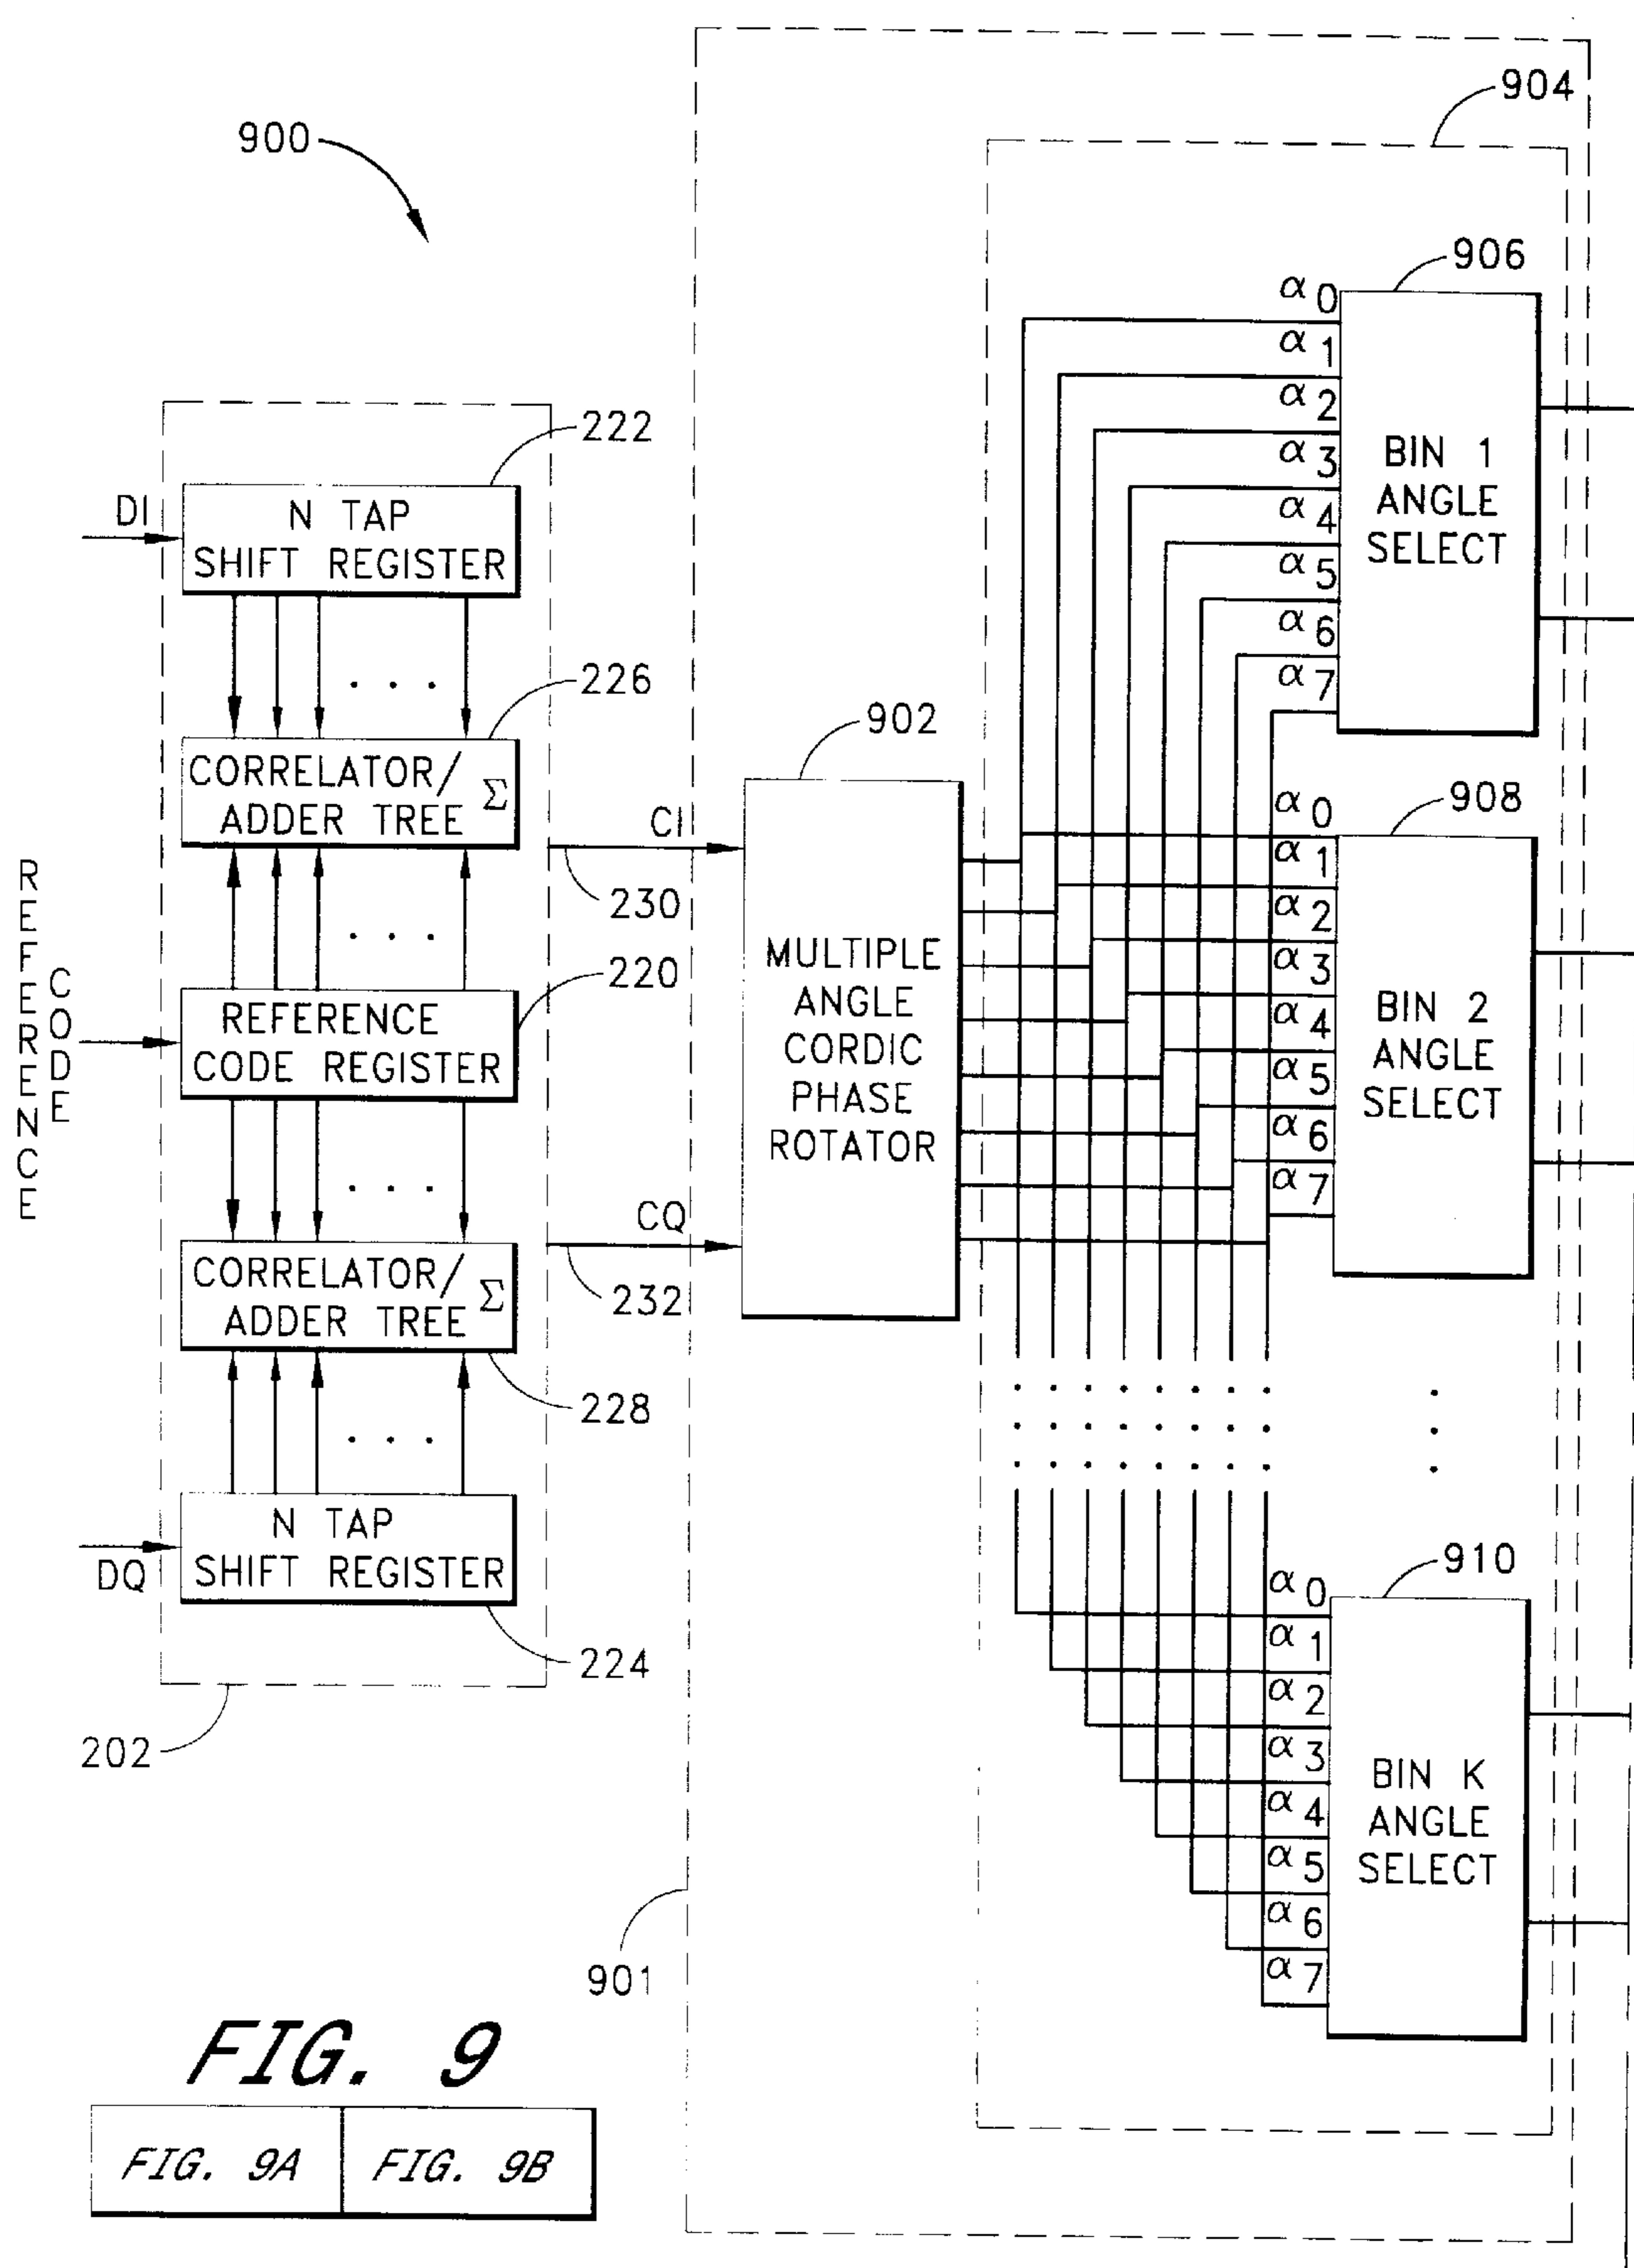 900
904
906
α0
α1
α2
α3
α4
α5
α6
α7
BIN 1
ANGLE
SELECT
222
DI
N TAP
SHIFT REGISTER
. . .
226
CORRELATOR/
ADDER TREE Σ
. . .
REFERENCE
CODE
220
REFERENCE
CODE REGISTER
. . .
CORRELATOR/
ADDER TREE Σ
228
. . .
DQ
N TAP
SHIFT REGISTER
224
202
CI
230
CQ
232
902
MULTIPLE
ANGLE
CORDIC
PHASE
ROTATOR
908
α0
α1
α2
α3
α4
α5
α6
α7
BIN 2
ANGLE
SELECT
910
α0
α1
α2
α3
α4
α5
α6
α7
BIN K
ANGLE
SELECT
901
FIG. 9
FIG. 9A
FIG. 9B